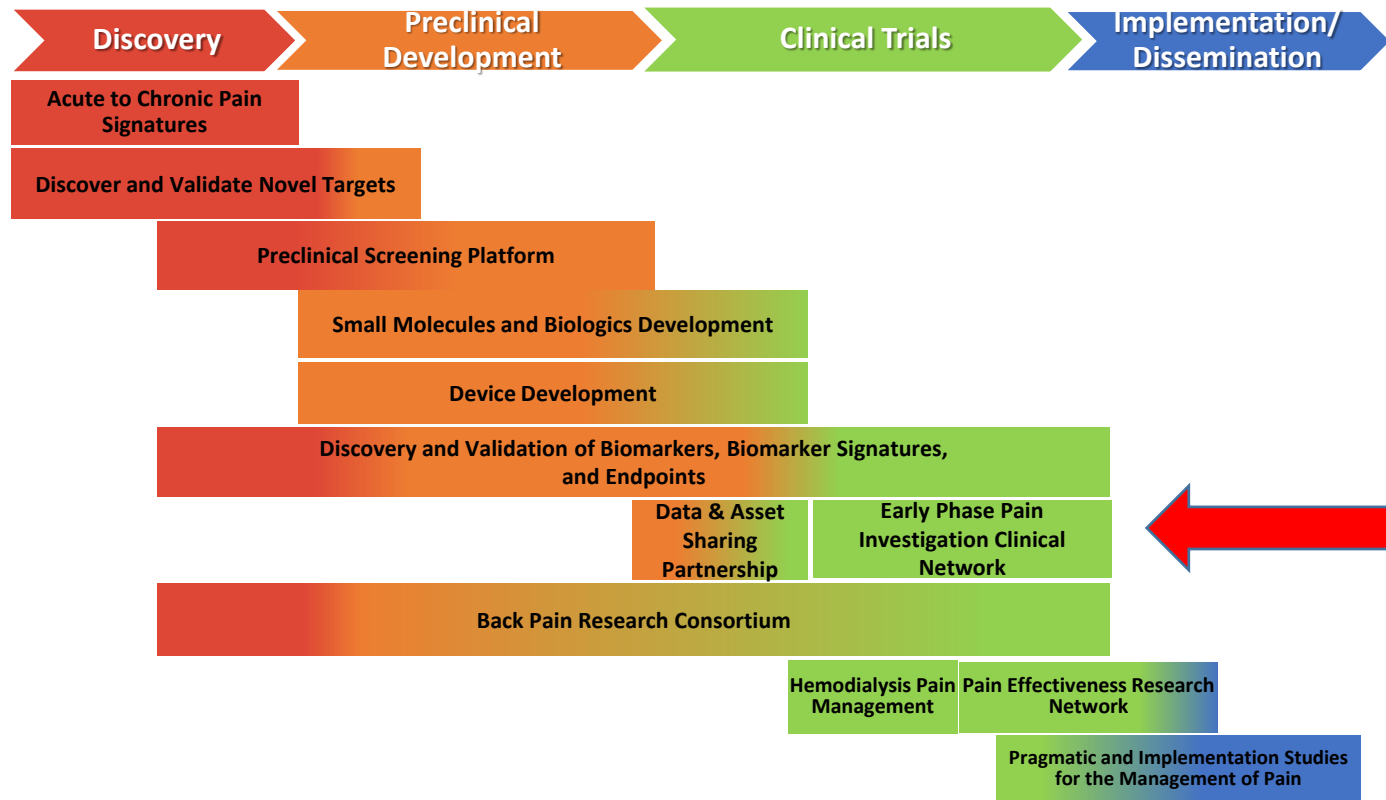 Discovery
Preclinical
Development
Clinical Trials
Implementation/
Dissemination
Acute to Chronic Pain
Signatures
Discover and Validate Novel Targets
Preclinical Screening Platform
Small Molecules and Biologics Development
Device Development
Discovery and Validation of Biomarkers, Biomarker Signatures,
and Endpoints
Data & Asset
Sharing
Partnership
Early Phase Pain
Investigation Clinical
Network
Back Pain Research Consortium
Hemodialysis Pain
Management
Pain Effectiveness Research
Network
Pragmatic and Implementation Studies
for the Management of Pain